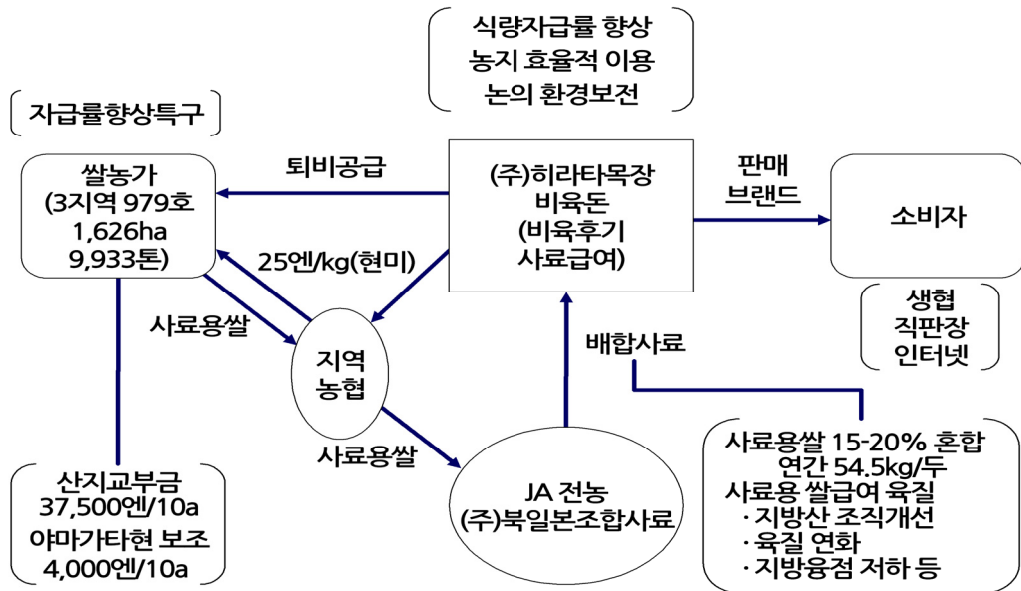 식량자급률 향상
농지 효율적 이용
논의 환경보전
자급률향상특구
쌀농가
(3지역 979호
1,626ha
9,933톤)
퇴비공급
(주)히라타목장
비육돈
(비육후기
사료급여)
판매
브랜드
소비자
25엔/kg(현미)
사료용쌀
지역
농협
배합사료
생협
직판장
인터넷
사료용쌀
산지교부금
37,500엔/10a
야마가타현 보조
4,000엔/10a
JA 전농
(주)북일본조합사료
사료용쌀 15-20% 혼합
연간 54.5kg/두
사료용 쌀급여 육질
· 지방산 조직개선
· 육질 연화
· 지방융점 저하 등